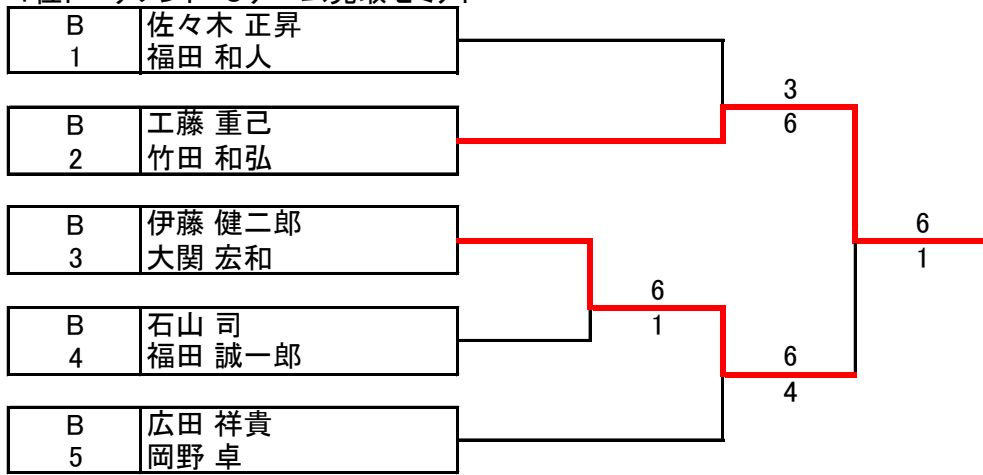 B 佐々木 正昇
1 福田 和人
3
B 工藤 重己
6
2 竹田 和弘
B 伊藤 健二郎
6
3 大関 宏和
1
6
B 石山 司
1
4 福田 誠一郎
6
4
B 広田 祥貴
5 岡野 卓